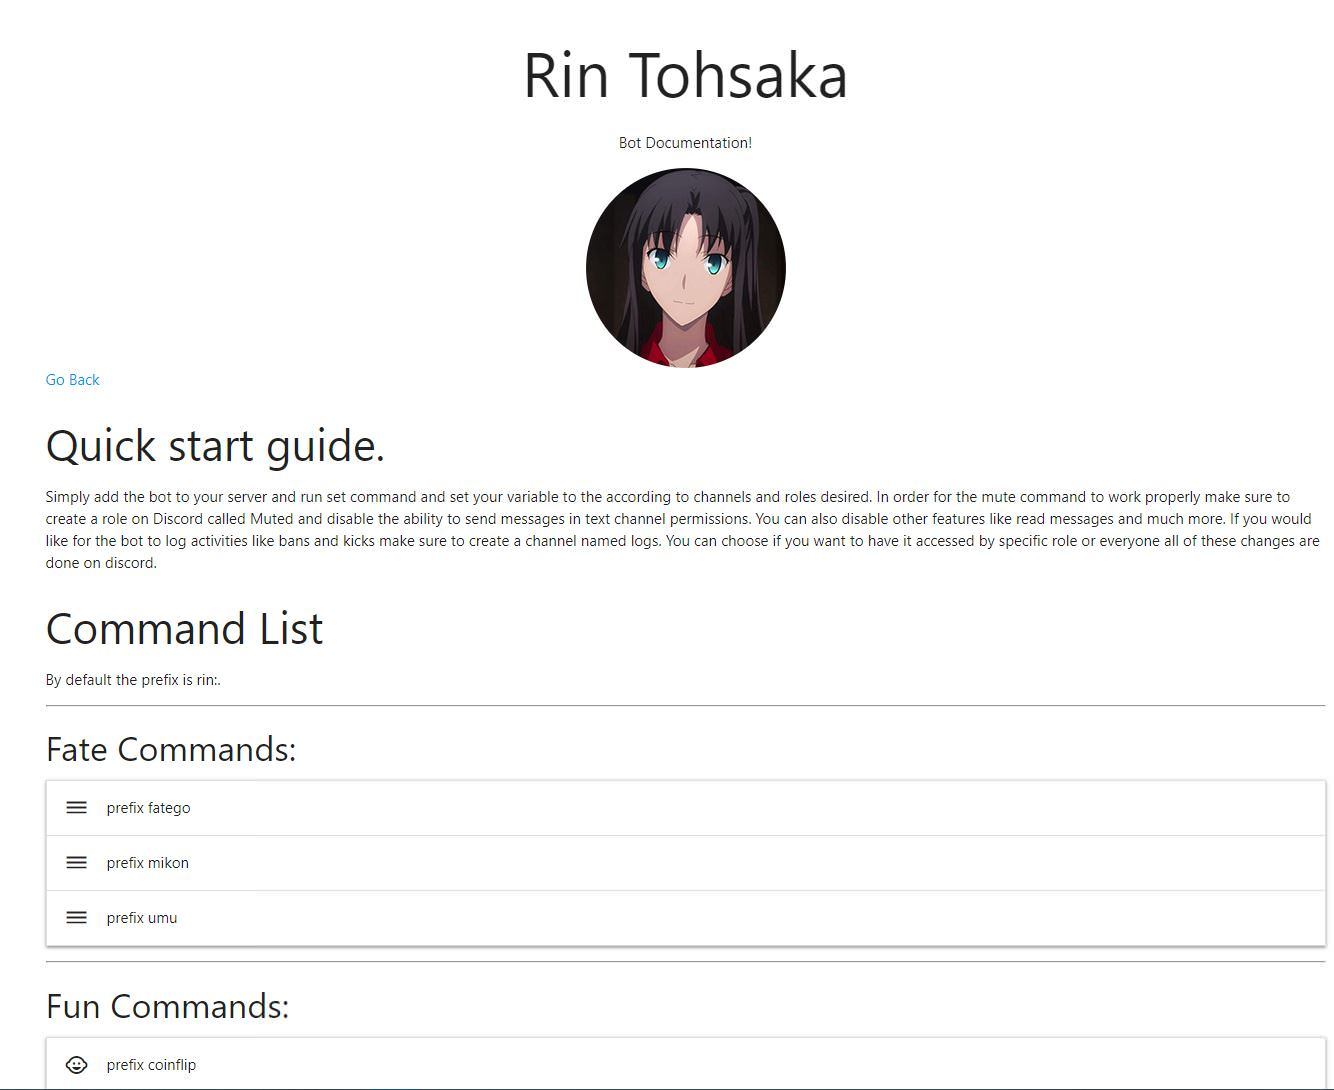 Rin Tohsaka
Bot Documentation!
Go Back
Quick start guide.
Simply add the bot to your server and run set command and set your variable to the according to channels and roles desired. In order for the mute command to work properly make sure to
create a role on Discord called Muted and disable the ability to send messages in text channel permissions. You can also disable other features like read messages and much more. If you would
like for the bot to log activities like bans and kicks make sure to create a channel named logs. You can choose if you want to have it accessed by specific role or everyone all of these changes are
done on discord.
Command List
By default the prefix is rin:.
Fate Commands:
prefix fatego
prefix mikon
prefix umu
Fun Commands:
prefix coinflip